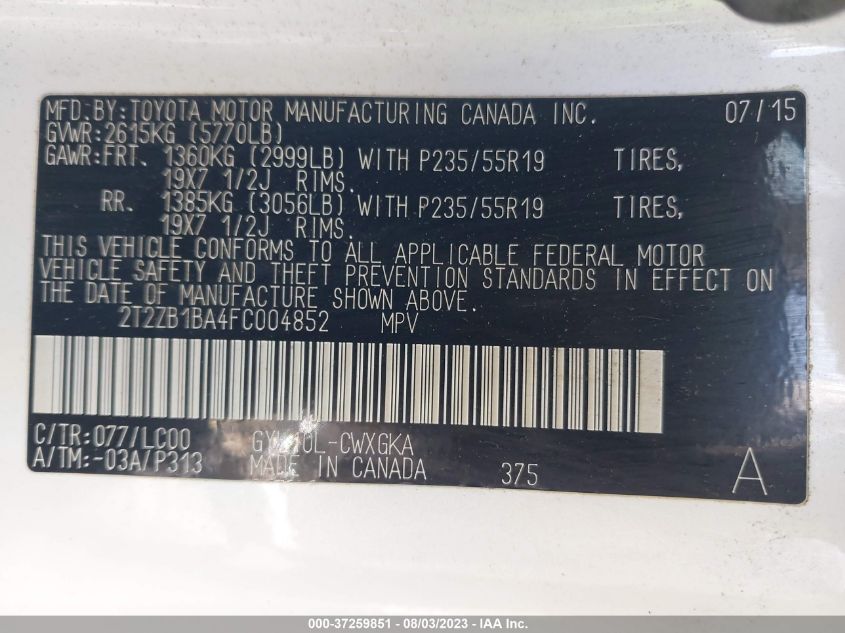 MFD.BY:TOYOTA MOTOR MANUFACTURING CANADA INC. 07/15
GVWR:2615KG (5770LB)
GAWR:FRT. 1360KG (2999LB) WITH P235/55R19 TIRES,
19X7 1/2J RIMS.
RR. 1385KG (3056LB) WITH P235/55R19 TIRES,
19X7 1/2J RIMS.
THIS VEHICLE CONFORMS TO ALL APPLICABLE FEDERAL MOTOR
VEHICLE SAFETY AND THEFT PREVENTION STANDARDS IN EFFECT ON
THE DATE OF MANUFACTURE SHOWN ABOVE.
2T2ZB1BA4FC004852 MPV
C/TR:077/LC00
A/TM:-03A/P313 MADE IN CANADA 375 A
000-37259851 - 08/03/2023 - IAA Inc.